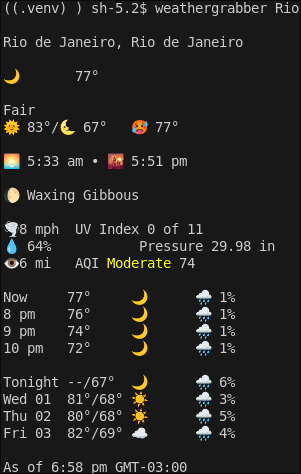 ((.venv) ) sh-5.2$ weathergrabber Rio
Rio de Janeiro, Rio de Janeiro
🌙 77°
Fair
🌞 83°/🌜 67° 🥵 77°
🌅 5:33 am • 🌇 5:51 pm
🌔 Waxing Gibbous
🌪️8 mph UV Index 0 of 11
💧 64% Pressure 29.98 in
👁️6 mi AQI Moderate 74
Now 77° 🌙 🌧️ 1%
8 pm 76° 🌙 🌧️ 1%
9 pm 74° 🌙 🌧️ 1%
10 pm 72° 🌙 🌧️ 1%
Tonight --/67° 🌙 🌧️ 6%
Wed 01 81°/68° ☀️ 🌧️ 3%
Thu 02 80°/68° ☀️ 🌧️ 5%
Fri 03 82°/69° ☁️ 🌧️ 4%
As of 6:58 pm GMT-03:00